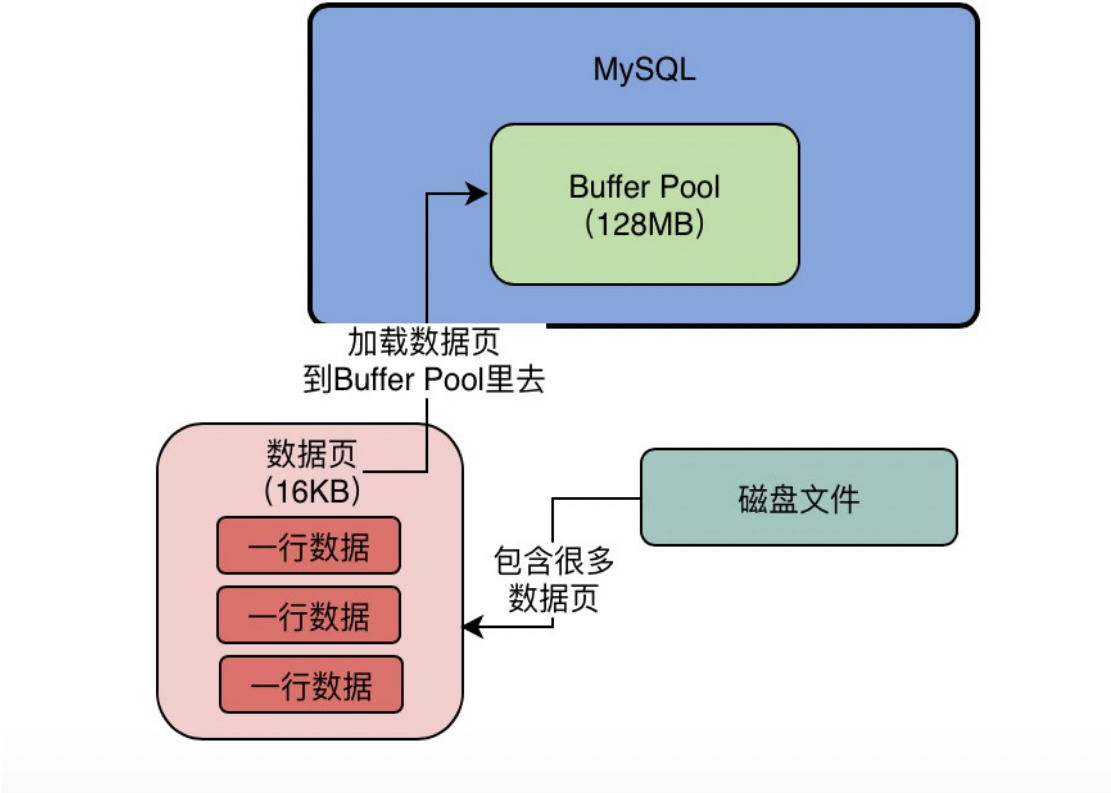 MySQL
Buffer Pool
（128MB）
加载数据页
到Buffer Pool里去
数据页
（16KB）
一行数据
一行数据
一行数据
磁盘文件
包含很多
数据页